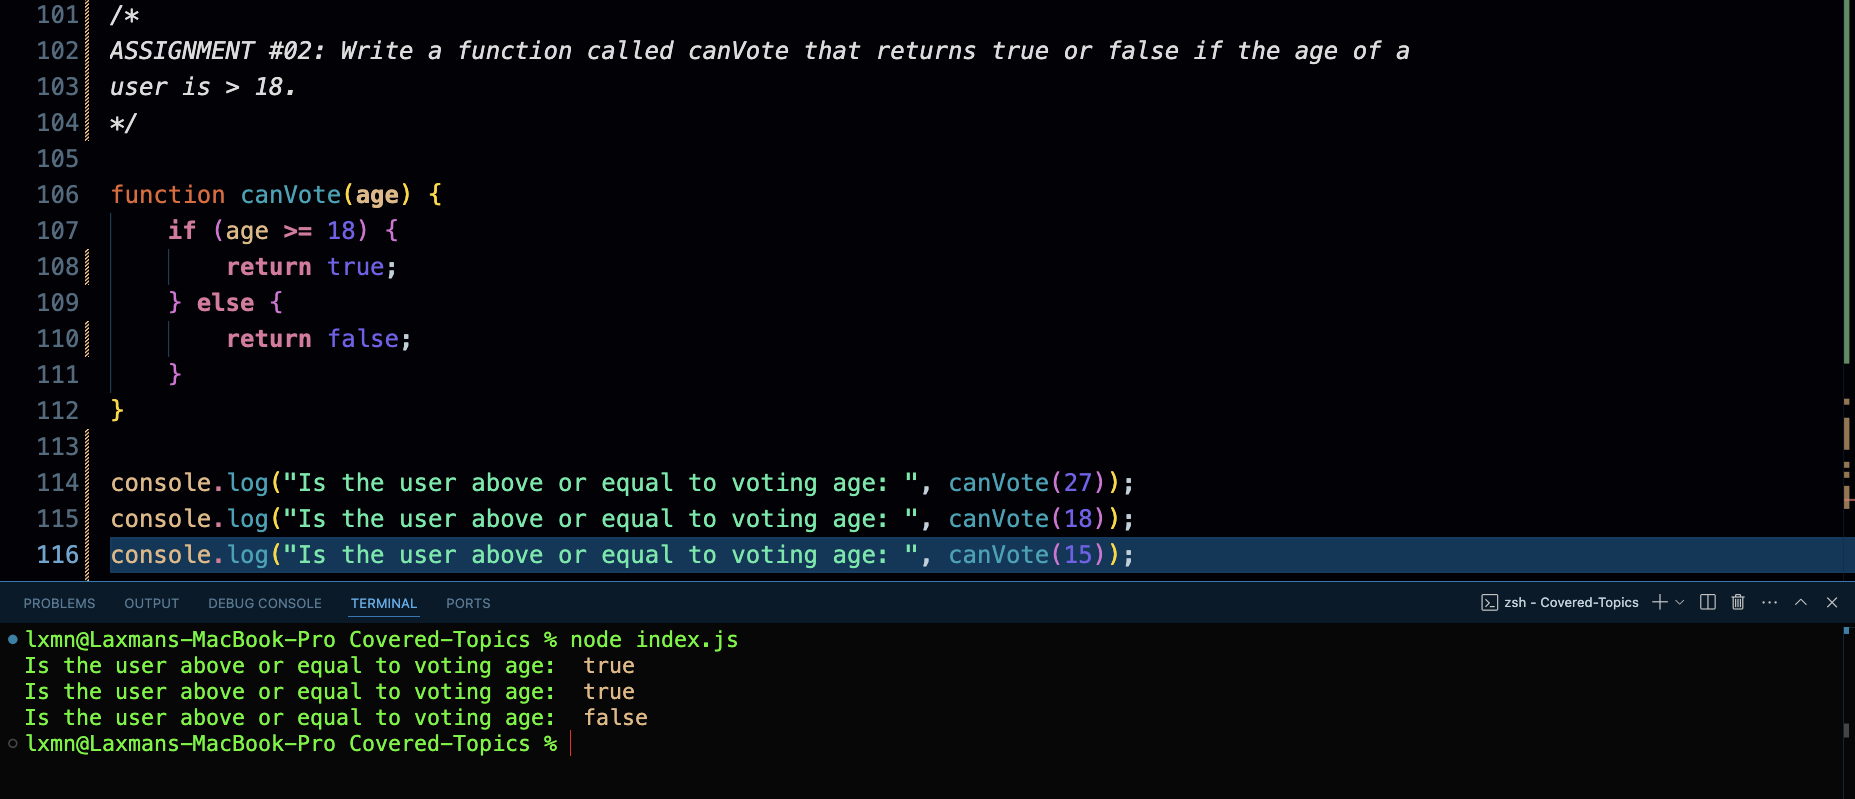 101 /*
102 ASSIGNMENT #02: Write a function called canVote that returns true or false if the age of a
103 user is > 18.
104 */
105
106 function canVote(age) {
107     if (age >= 18) {
108         return true;
109     } else {
110         return false;
111     }
112 }
113
114 console.log("Is the user above or equal to voting age: ", canVote(27));
115 console.log("Is the user above or equal to voting age: ", canVote(18));
116 console.log("Is the user above or equal to voting age: ", canVote(15));
PROBLEMS OUTPUT DEBUG CONSOLE TERMINAL PORTS zsh - Covered-Topics
lxmn@Laxmans-MacBook-Pro Covered-Topics % node index.js
Is the user above or equal to voting age:  true
Is the user above or equal to voting age:  true
Is the user above or equal to voting age:  false
lxmn@Laxmans-MacBook-Pro Covered-Topics %